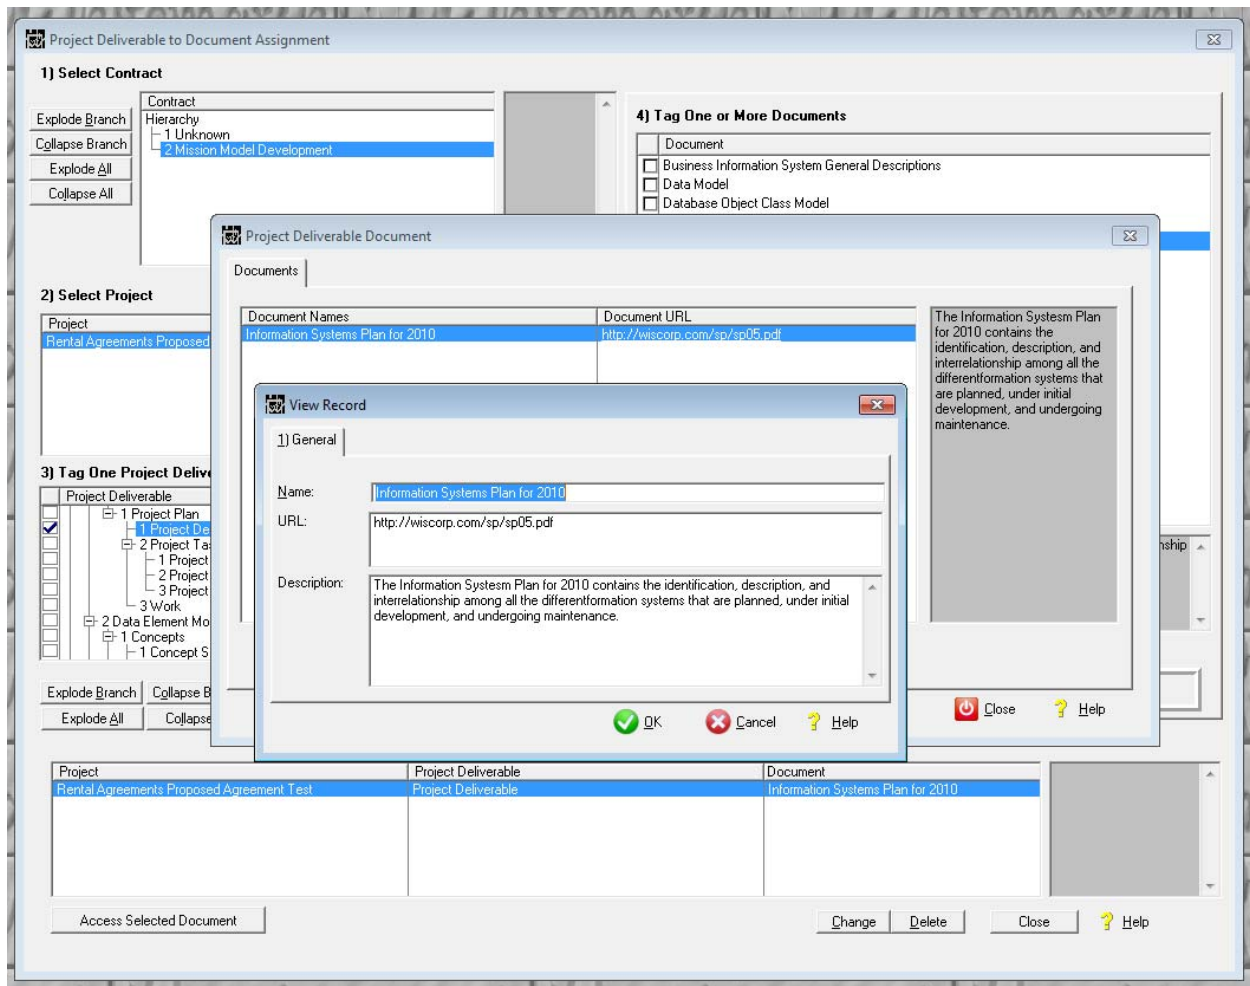 Project Deliverable to Document Assignment
1) Select Contract
Explode Branch
Collapse Branch
Explode All
Collapse All
Contract
Hierarchy
1 Unknown
2 Mission Model Development
4) Tag One or More Documents
Document
Business Information System General Descriptions
Data Model
Database Object Class Model
2) Select Project
Project
Rental Agreements Proposed
3) Tag One Project Delive
Project Deliverable
1 Project Plan
1 Project De
2 Project Ta
1 Project
2 Project
3 Project
3 Work
2 Data Element Mo
1 Concepts
1 Concept S
Explode Branch
Collapse B
Explode All
Collapse
nship
Project Deliverable Document
Documents
Document Names
Document URL
Information Systems Plan for 2010
http://wiscorp.com/sp/sp05.pdf
The Information Systesm Plan
for 2010 contains the
identification, description, and
interrelationship among all the
differentformation systems that
are planned, under initial
development, and undergoing
maintenance.
Close
Help
View Record
1) General
Name:
Information Systems Plan for 2010
URL:
http://wiscorp.com/sp/sp05.pdf
Description:
The Information Systesm Plan for 2010 contains the identification, description, and
interrelationship among all the differentformation systems that are planned, under initial
development, and undergoing maintenance.
OK
Cancel
Help
Project
Project Deliverable
Document
Rental Agreements Proposed Agreement Test
Project Deliverable
Information Systems Plan for 2010
Access Selected Document
Change
Delete
Close
Help